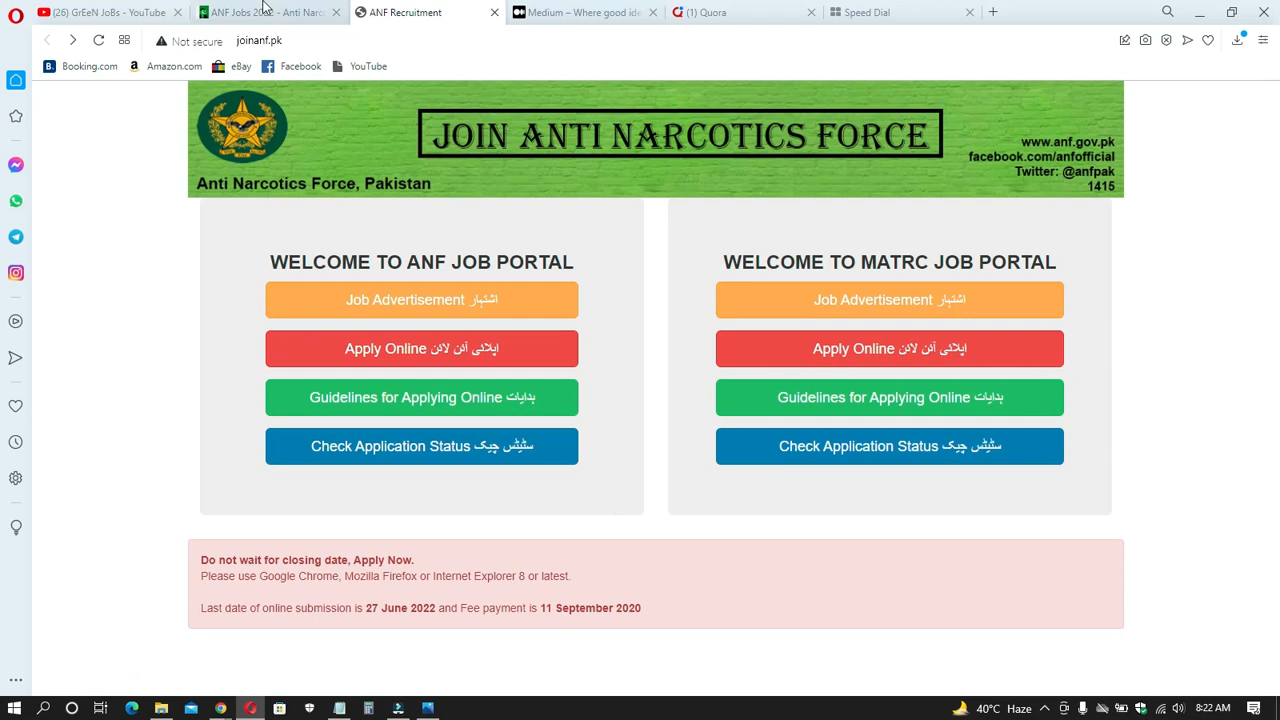 (26) GrEeN JoBs - YouTube
ANF Jobs 20
- Anti Narc
ANF Recruitment
Medium – Where good ide
(1) Quora
Speed Dial
Not secure
joinanf.pk
Booking.com
Amazon.com
eBay
Facebook
YouTube
JOIN ANTI NARCOTICS FORCE
www.anf.gov.pk
facebook.com/anfofficial
Twitter: @anfpak
1415
Anti Narcotics Force, Pakistan
WELCOME TO ANF JOB PORTAL
Job Advertisement اشتہار
Apply Online اپلائی آن لائن
Guidelines for Applying Online ہدایات
Check Application Status سٹیٹس چیک
WELCOME TO MATRC JOB PORTAL
Job Advertisement اشتہار
Apply Online اپلائی آن لائن
Guidelines for Applying Online ہدایات
Check Application Status سٹیٹس چیک
Do not wait for closing date, Apply Now.
Please use Google Chrome, Mozilla Firefox or Internet Explorer 8 or latest.
Last date of online submission is 27 June 2022 and Fee payment is 11 September 2020
40°C Haze
8:22 AM